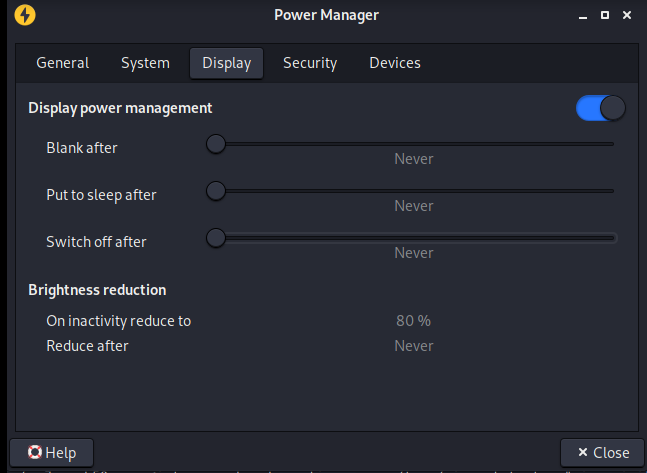 Power Manager
General System Display Security Devices
Display power management
Blank after
Never
Put to sleep after
Never
Switch off after
Never
Brightness reduction
On inactivity reduce to 80 %
Reduce after Never
Help Close